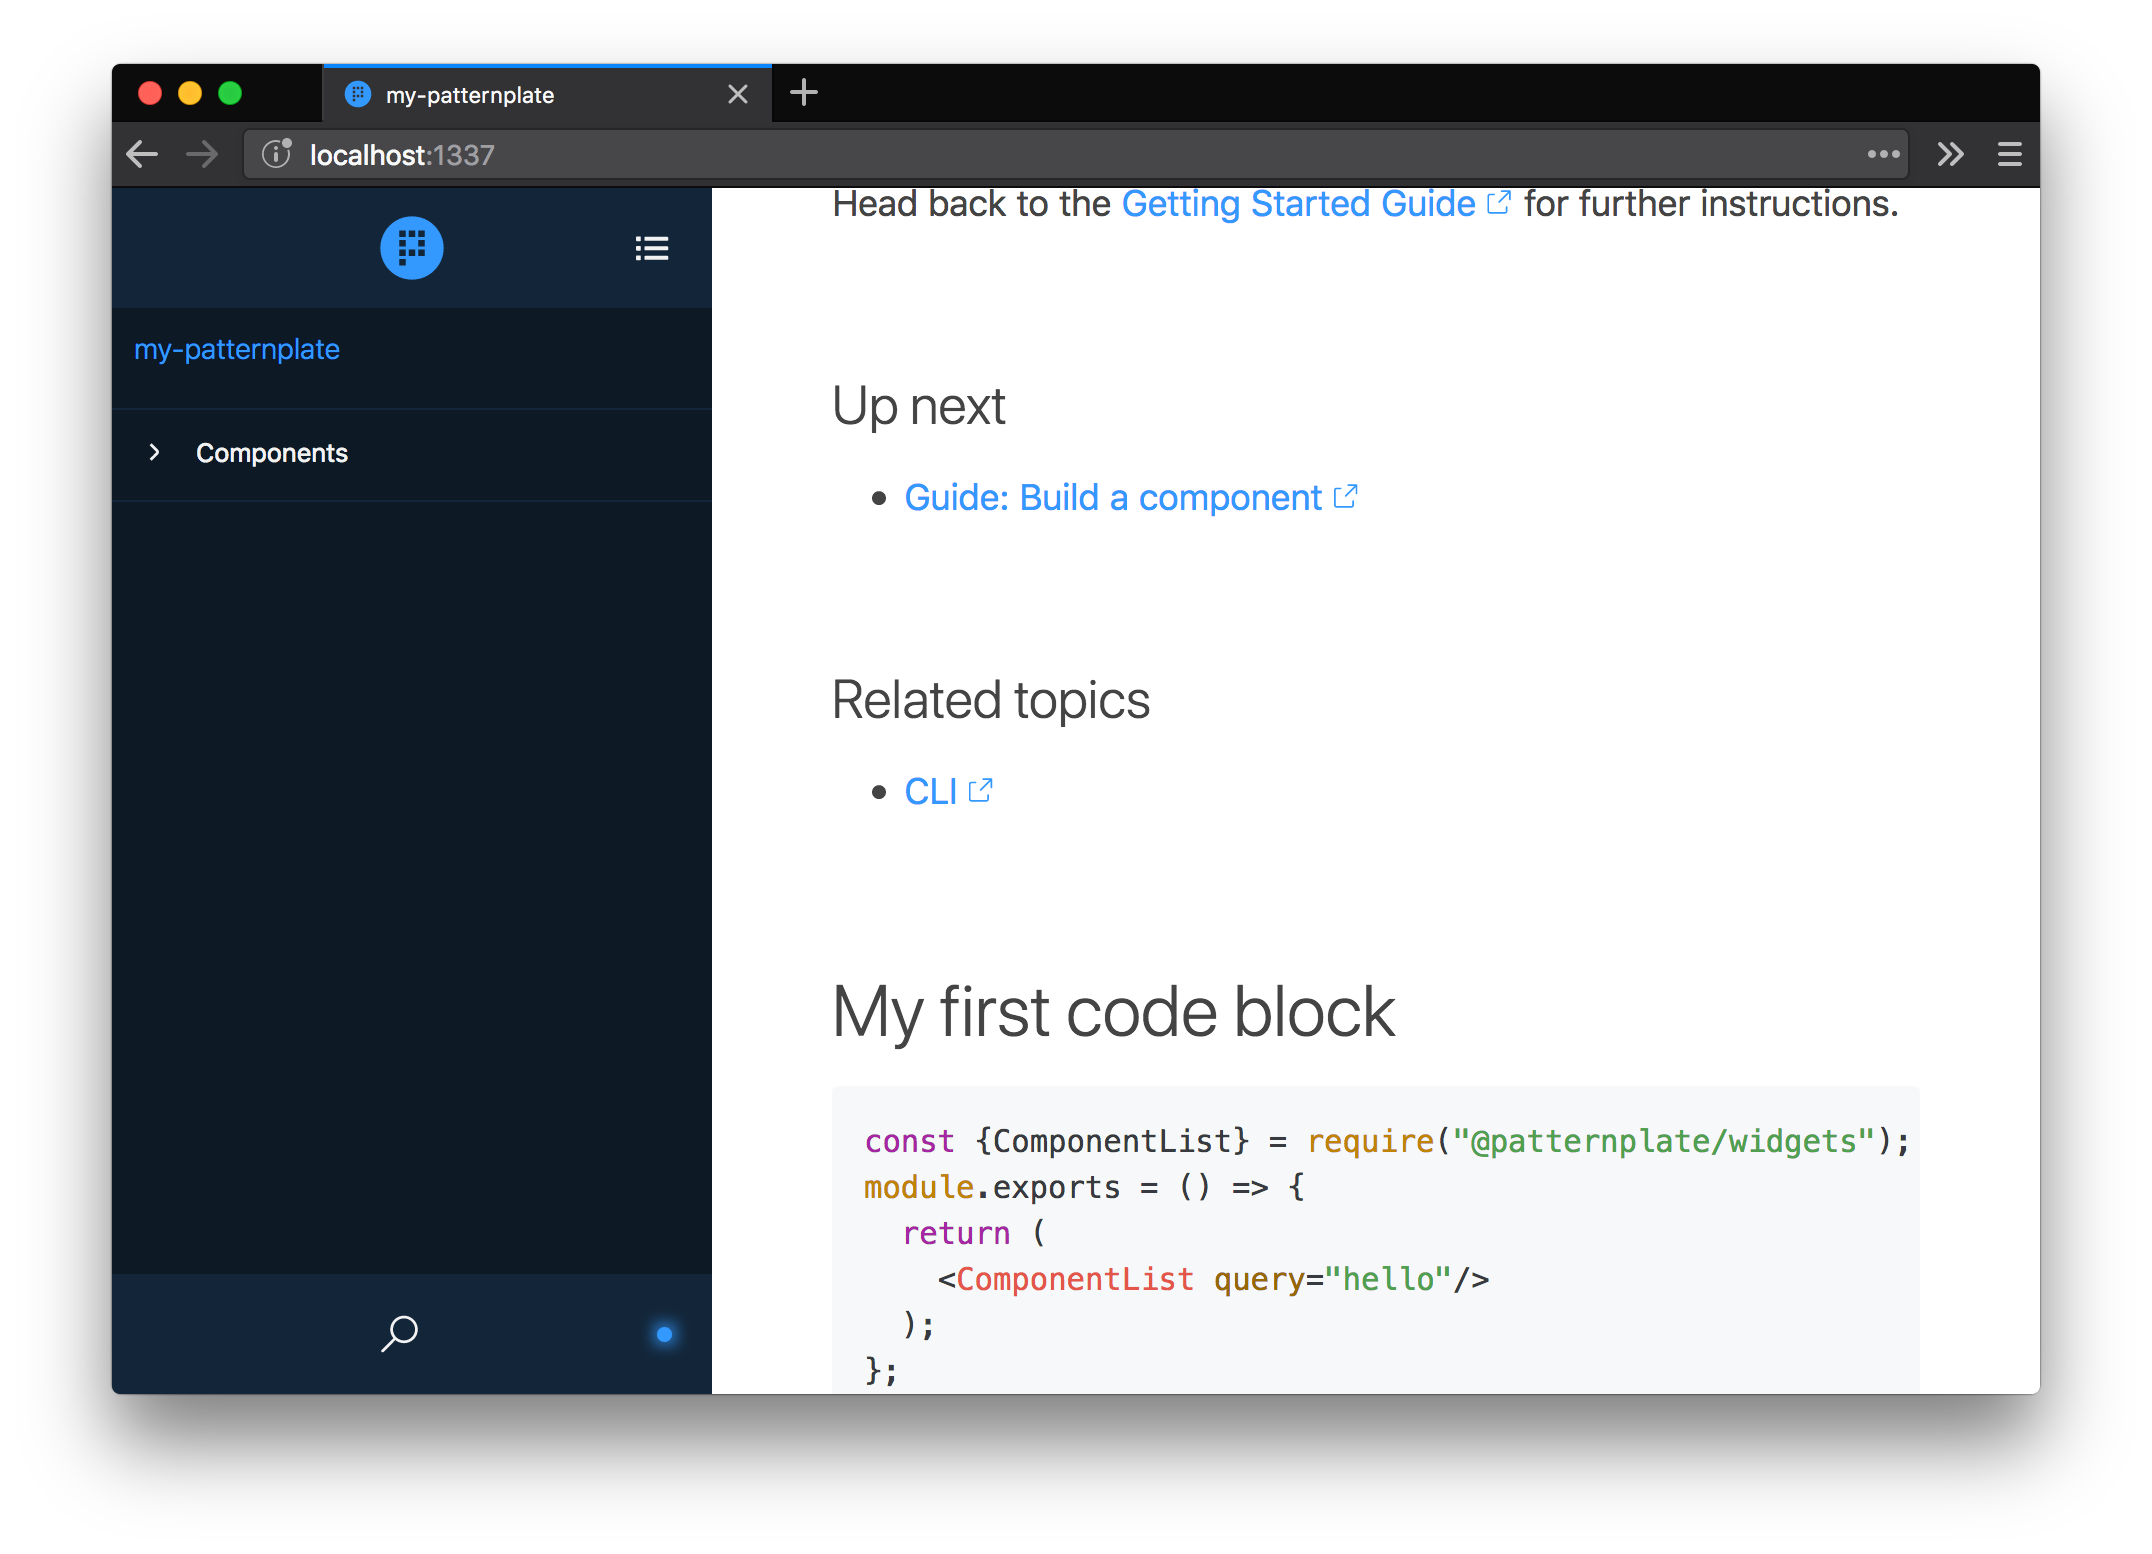 my-patternplate
localhost:1337
my-patternplate
Components
Head back to the Getting Started Guide for further instructions.
Up next
Guide: Build a component
Related topics
CLI
My first code block
const {ComponentList} = require("@patternplate/widgets");
module.exports = () => {
  return (
    <ComponentList query="hello"/>
  );
};